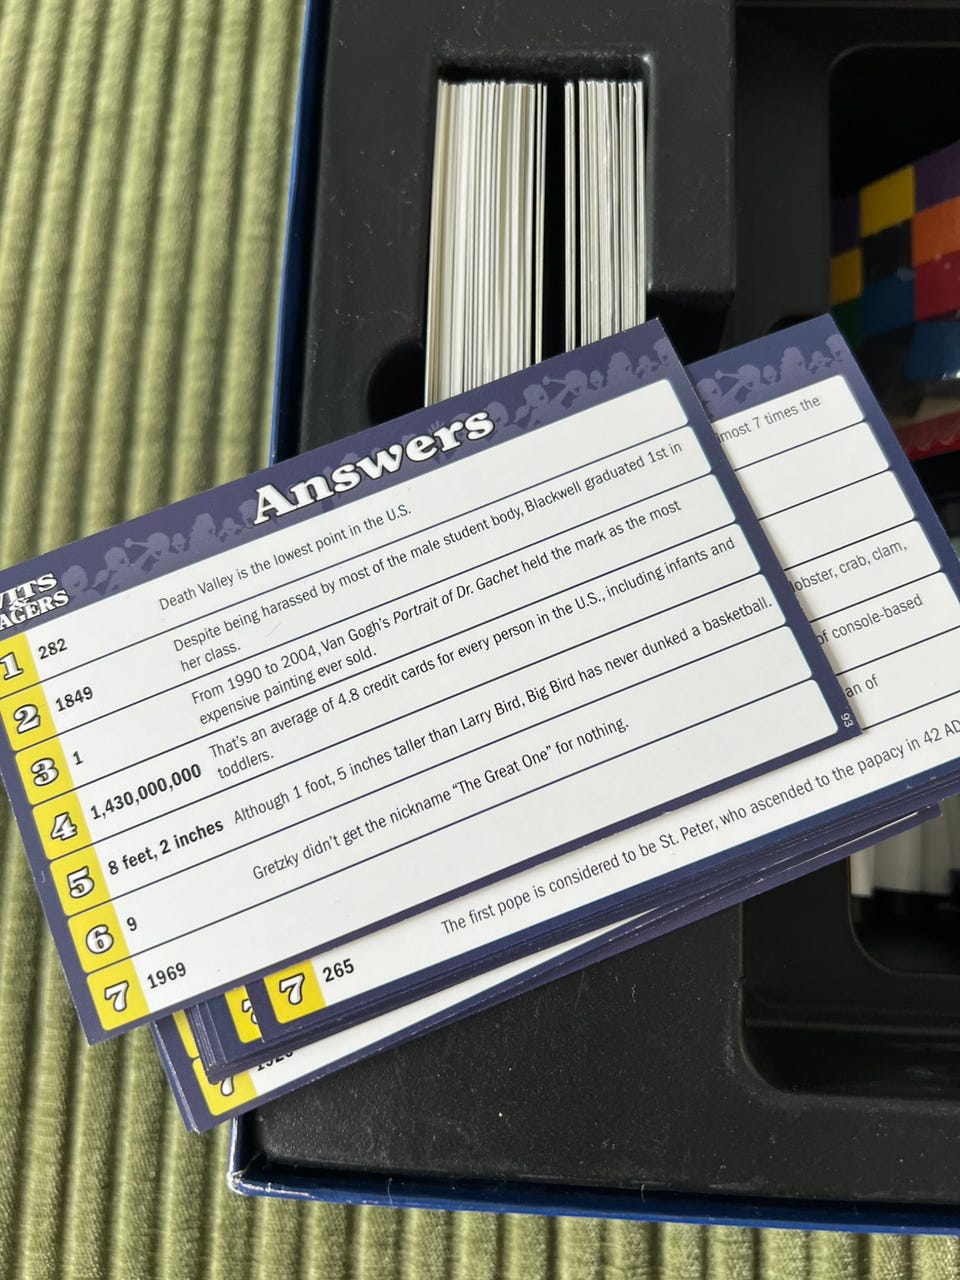 Answers
WITS
&
WAGERS
1 282 Death Valley is the lowest point in the U.S.
2 1849 Despite being harassed by most of the male student body, Blackwell graduated 1st in
her class.
3 1 From 1990 to 2004, Van Gogh's Portrait of Dr. Gachet held the mark as the most
expensive painting ever sold.
4 1,430,000,000 That's an average of 4.8 credit cards for every person in the U.S., including infants and
toddlers.
5 8 feet, 2 inches Although 1 foot, 5 inches taller than Larry Bird, Big Bird has never dunked a basketball.
6 9 Gretzky didn't get the nickname "The Great One" for nothing.
7 1969
93
most 7 times the
lobster, crab, clam,
of console-based
an of
7 265 The first pope is considered to be St. Peter, who ascended to the papacy in 42 AD
7
7